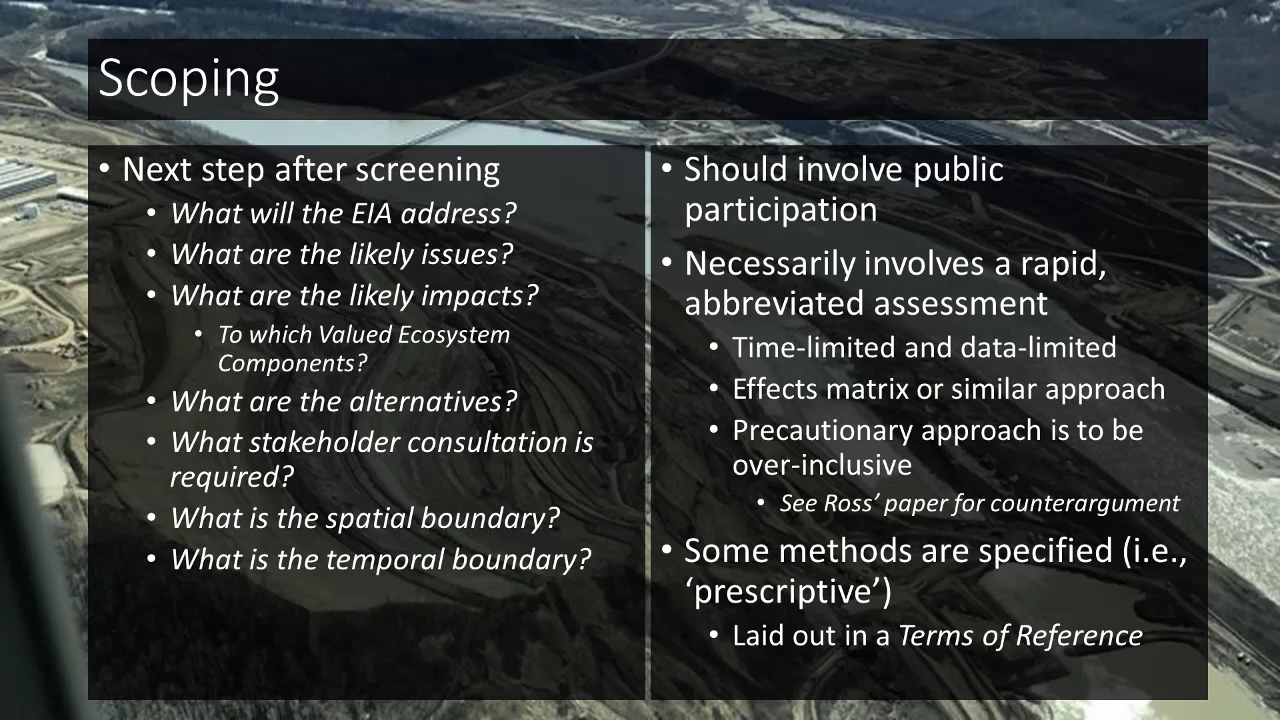 Scoping
• Next step after screening
• What will the EIA address?
• What are the likely issues?
• What are the likely impacts?
• To which Valued Ecosystem
Components?
• What are the alternatives?
• What stakeholder consultation is
required?
• What is the spatial boundary?
• What is the temporal boundary?
• Should involve public
participation
• Necessarily involves a rapid,
abbreviated assessment
• Time-limited and data-limited
• Effects matrix or similar approach
• Precautionary approach is to be
over-inclusive
• See Ross’ paper for counterargument
• Some methods are specified (i.e.,
‘prescriptive’)
• Laid out in a Terms of Reference